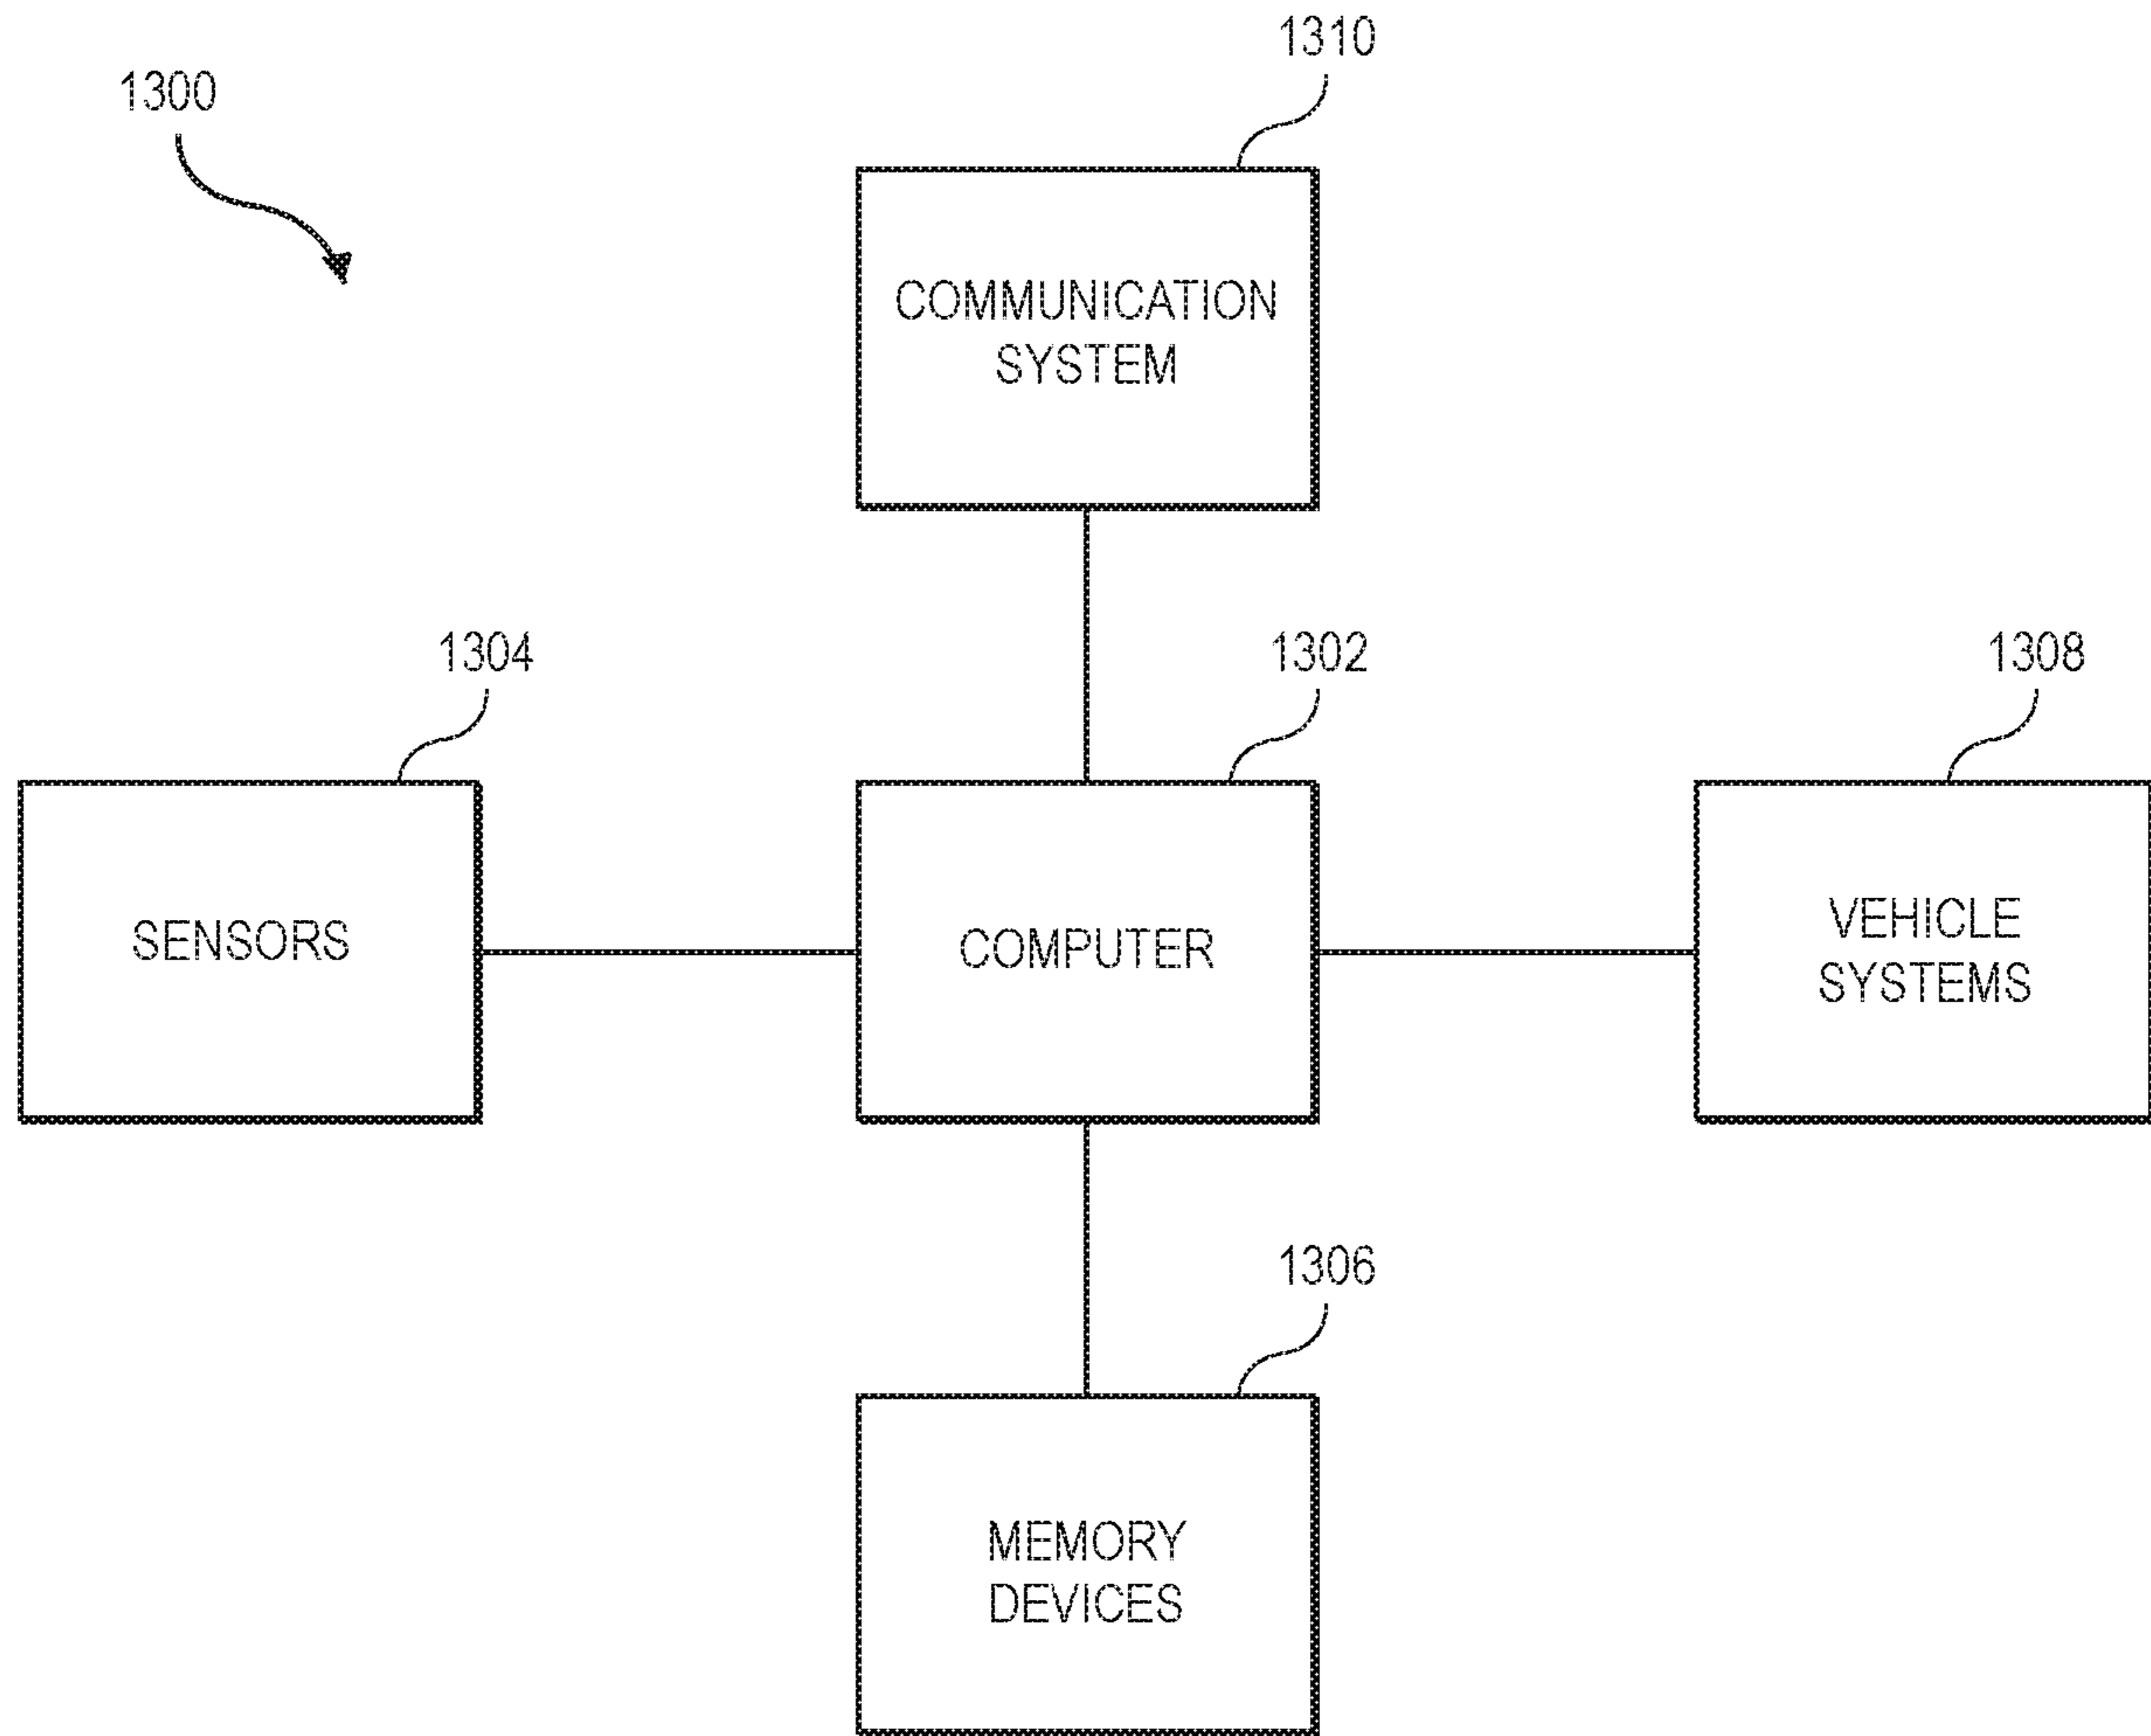 1310
1300
COMMUNICATION
SYSTEM
1304
1302
1308
SENSORS
COMPUTER
VEHICLE
SYSTEMS
1306
MEMORY
DEVICES